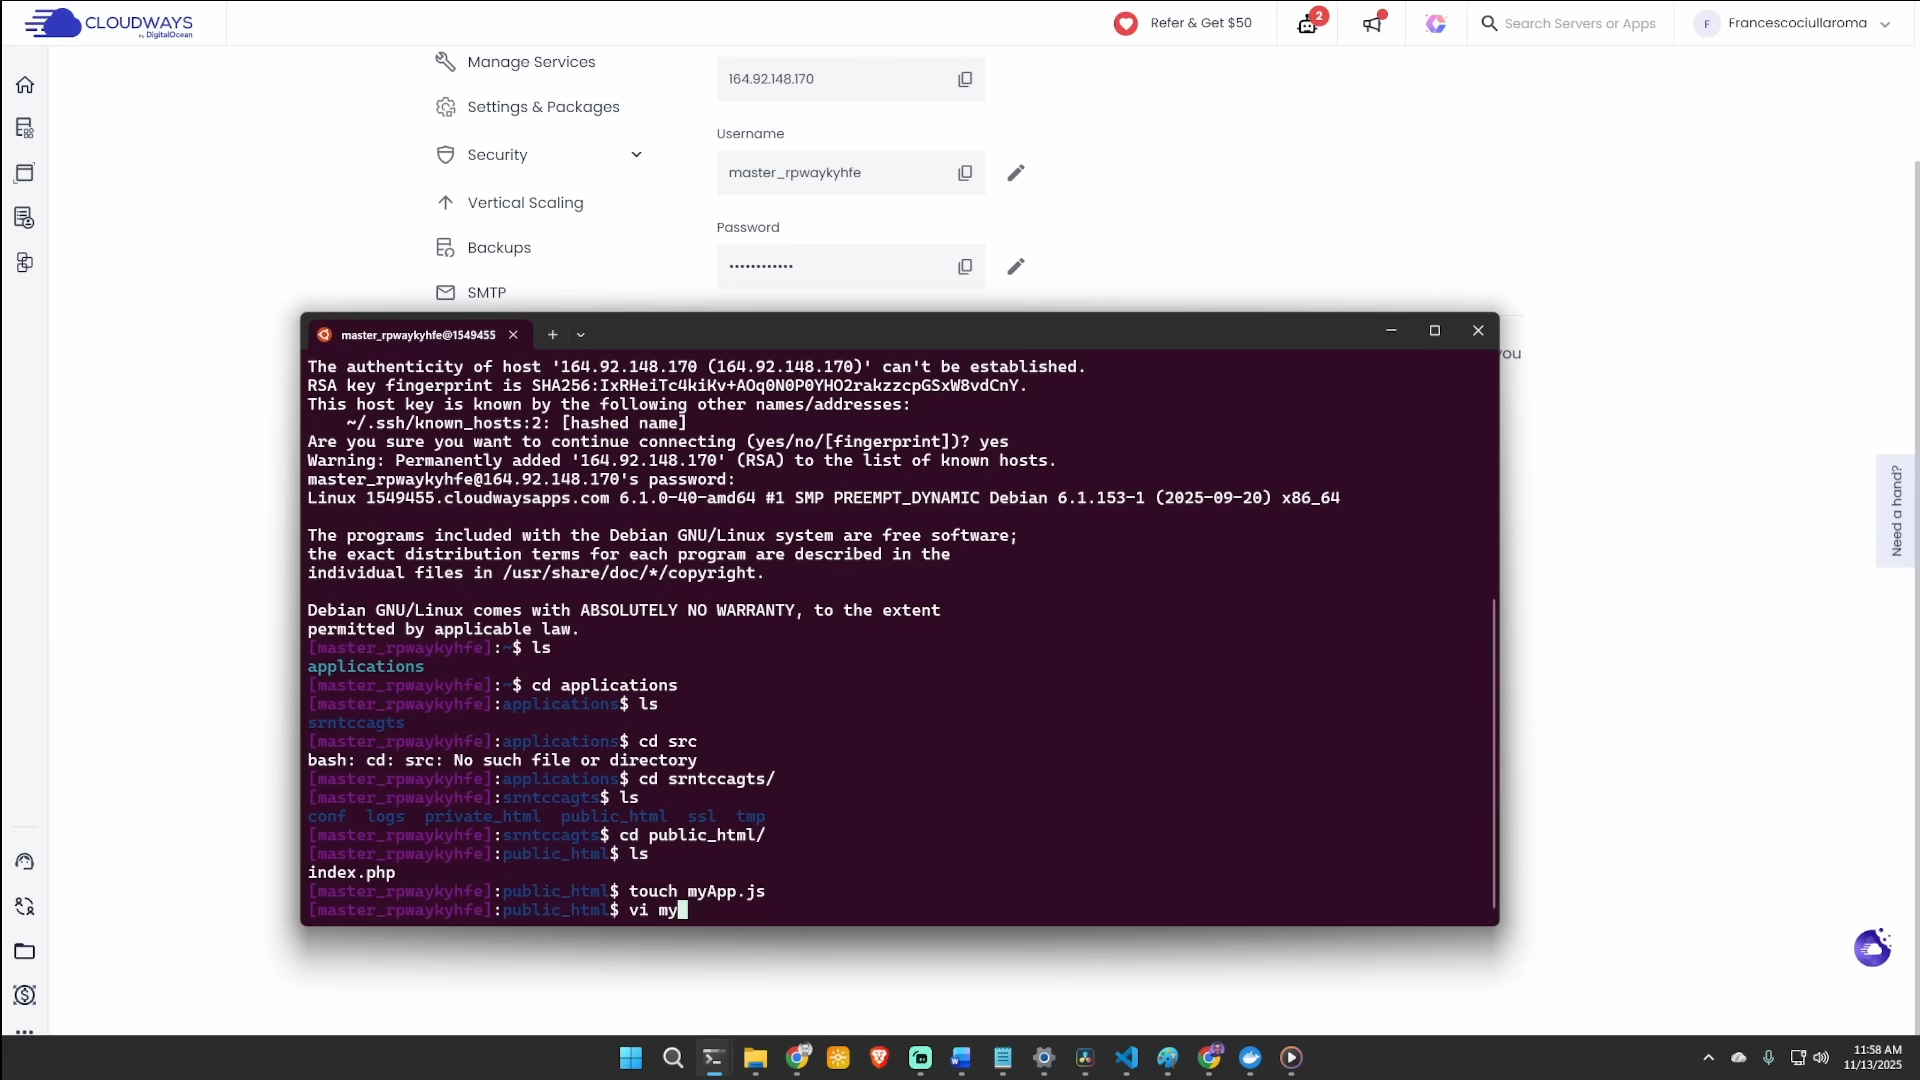 CLOUDWAYS
by DigitalOcean
Refer & Get $50
2
Search Servers or Apps
F
Francescociullaroma
Manage Services
Settings & Packages
Security
Vertical Scaling
Backups
SMTP
164.92.148.170
Username
master_rpwaykyhfe
Password
••••••••••••
you
Need a hand?
master_rpwaykyhfe@1549455
The authenticity of host '164.92.148.170 (164.92.148.170)' can't be established.
RSA key fingerprint is SHA256:IxRHeiTc4kiKv+AOq0N0P0YHO2rakzzcpGSxW8vdCnY.
This host key is known by the following other names/addresses:
~/.ssh/known_hosts:2: [hashed name]
Are you sure you want to continue connecting (yes/no/[fingerprint])? yes
Warning: Permanently added '164.92.148.170' (RSA) to the list of known hosts.
master_rpwaykyhfe@164.92.148.170's password:
Linux 1549455.cloudwaysapps.com 6.1.0-40-amd64 #1 SMP PREEMPT_DYNAMIC Debian 6.1.153-1 (2025-09-20) x86_64
The programs included with the Debian GNU/Linux system are free software;
the exact distribution terms for each program are described in the
individual files in /usr/share/doc/*/copyright.
Debian GNU/Linux comes with ABSOLUTELY NO WARRANTY, to the extent
permitted by applicable law.
[master_rpwaykyhfe]:~$ ls
applications
[master_rpwaykyhfe]:~$ cd applications
[master_rpwaykyhfe]:applications$ ls
srntccagts
[master_rpwaykyhfe]:applications$ cd src
bash: cd: src: No such file or directory
[master_rpwaykyhfe]:applications$ cd srntccagts/
[master_rpwaykyhfe]:srntccagts$ ls
conf logs private_html public_html ssl tmp
[master_rpwaykyhfe]:srntccagts$ cd public_html/
[master_rpwaykyhfe]:public_html$ ls
index.php
[master_rpwaykyhfe]:public_html$ touch myApp.js
[master_rpwaykyhfe]:public_html$ vi my
11:58 AM
11/13/2025